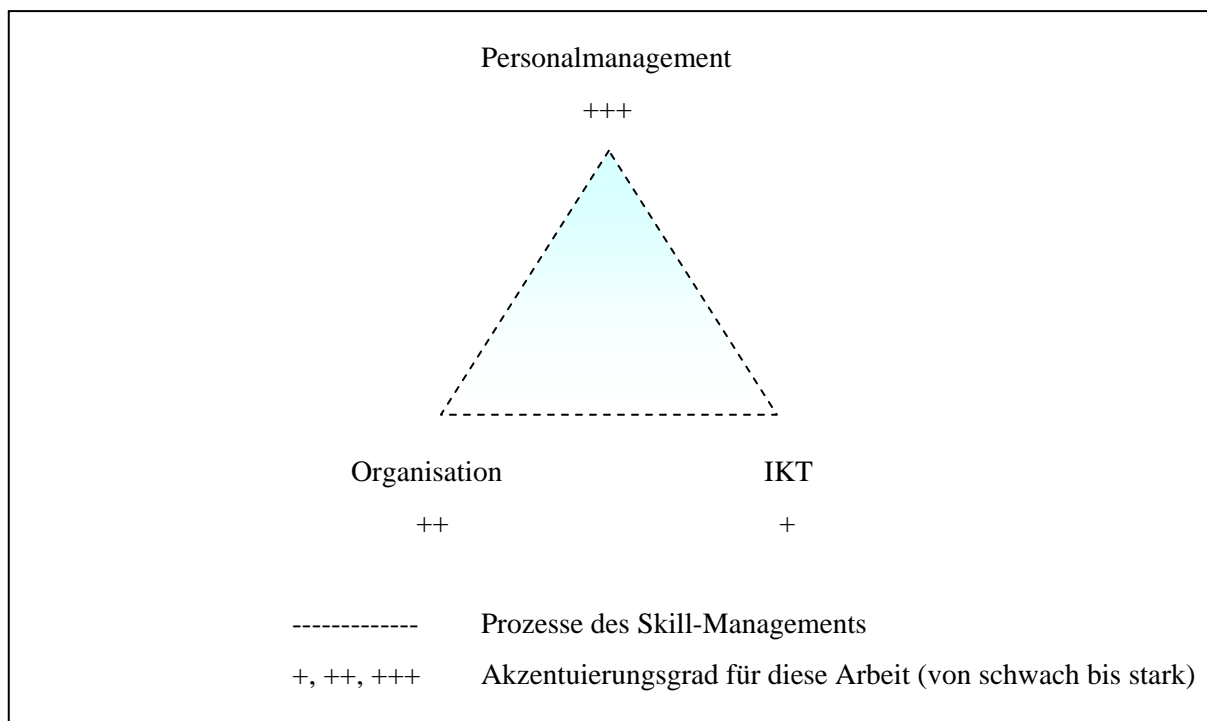 Personalmanagement
+++
Organisation IKT
++ +
------------- Prozesse des Skill-Managements
+, ++, +++ Akzentuierungsgrad für diese Arbeit (von schwach bis stark)